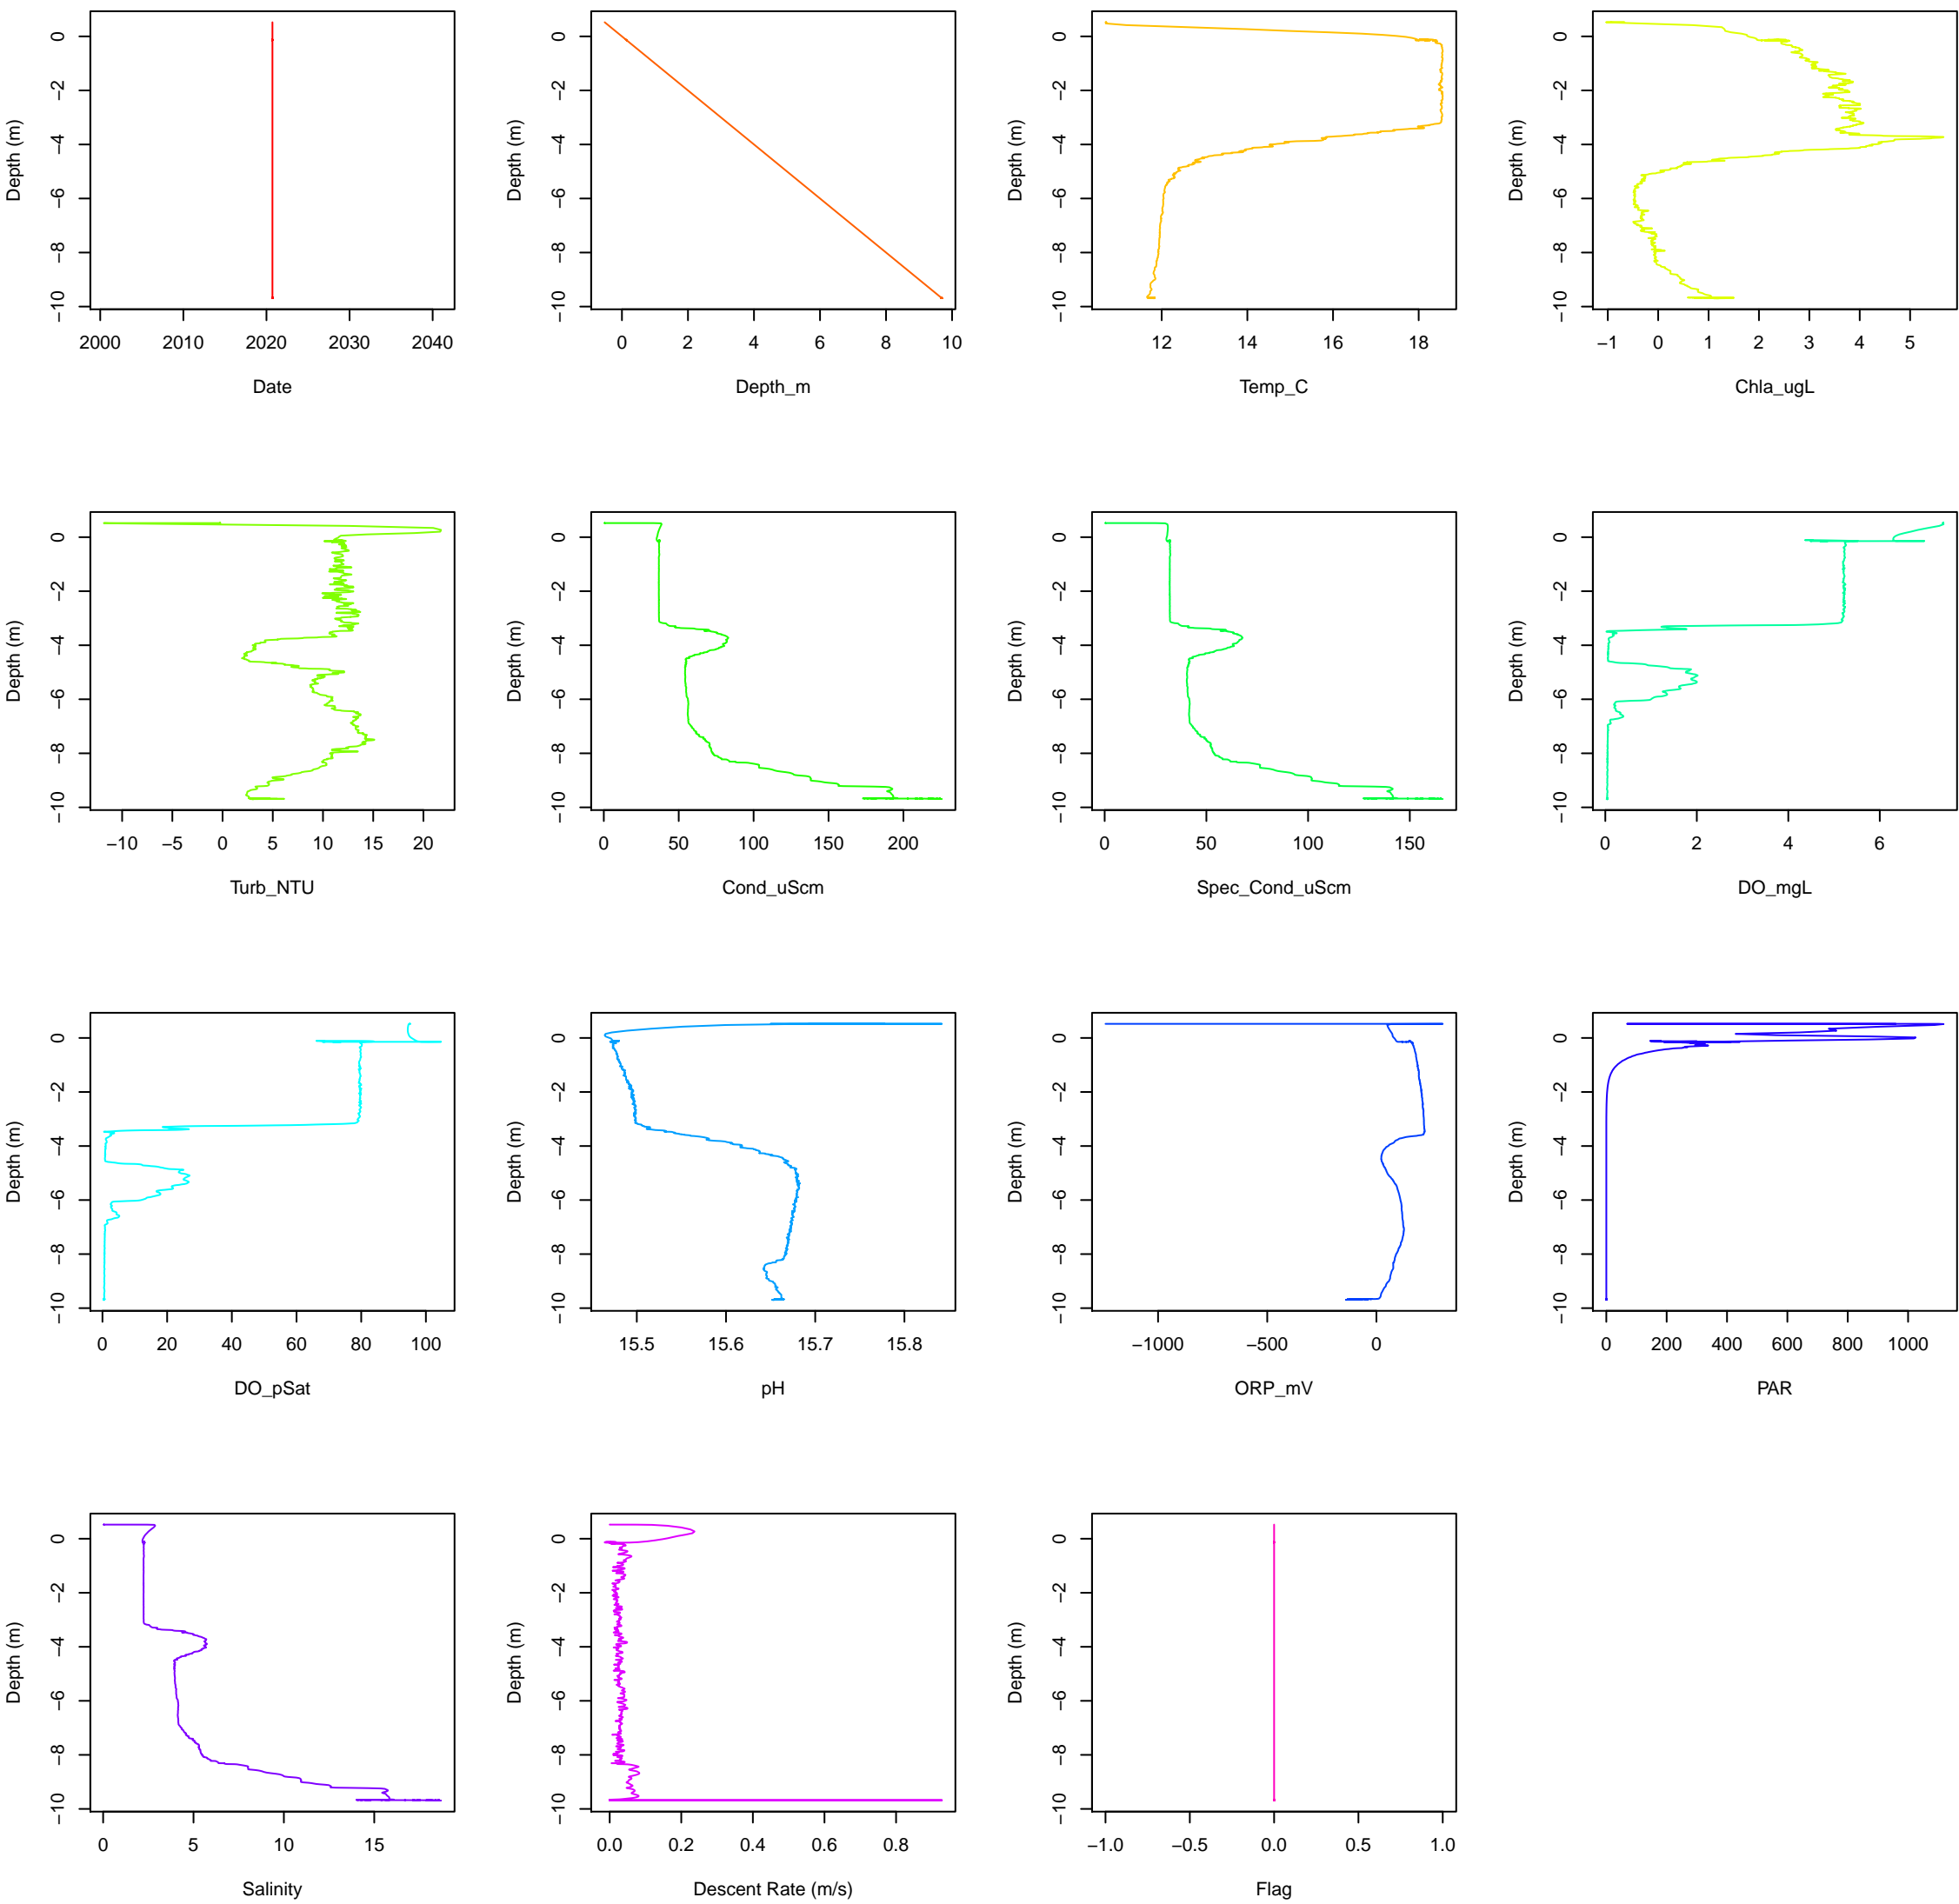 Depth (m)
0
−2
−4
−6
−8
−10
2000 2010 2020 2030 2040
Date
Depth (m)
0
−2
−4
−6
−8
−10
0 2 4 6 8 10
Depth_m
Depth (m)
0
−2
−4
−6
−8
−10
12 14 16 18
Temp_C
Depth (m)
0
−2
−4
−6
−8
−10
−1 0 1 2 3 4 5
Chla_ugL
Depth (m)
0
−2
−4
−6
−8
−10
−10 −5 0 5 10 15 20
Turb_NTU
Depth (m)
0
−2
−4
−6
−8
−10
0 50 100 150 200
Cond_uScm
Depth (m)
0
−2
−4
−6
−8
−10
0 50 100 150
Spec_Cond_uScm
Depth (m)
0
−2
−4
−6
−8
−10
0 2 4 6
DO_mgL
Depth (m)
0
−2
−4
−6
−8
−10
0 20 40 60 80 100
DO_pSat
Depth (m)
0
−2
−4
−6
−8
−10
15.5 15.6 15.7 15.8
pH
Depth (m)
0
−2
−4
−6
−8
−10
−1000 −500 0
ORP_mV
Depth (m)
0
−2
−4
−6
−8
−10
0 200 400 600 800 1000
PAR
Depth (m)
0
−2
−4
−6
−8
−10
0 5 10 15
Salinity
Depth (m)
0
−2
−4
−6
−8
−10
0.0 0.2 0.4 0.6 0.8
Descent Rate (m/s)
Depth (m)
0
−2
−4
−6
−8
−10
−1.0 −0.5 0.0 0.5 1.0
Flag